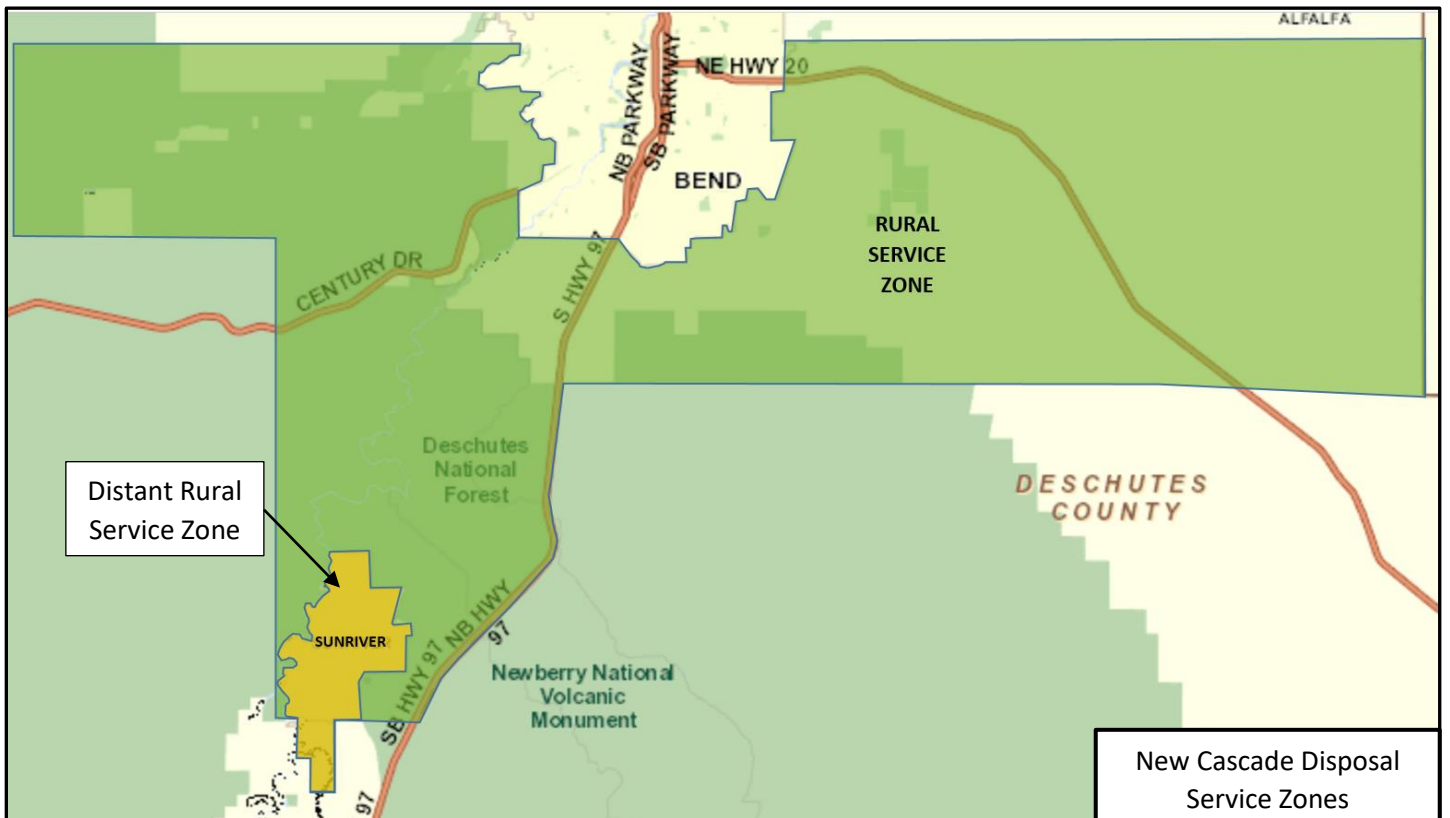 ALFALFA
NE HWY 20
NB PARKWAY
SB PARKWAY
BEND
RURAL
SERVICE
ZONE
CENTURY DR
S HWY 97
Deschutes
National
Forest
DESCHUTES
COUNTY
Distant Rural
Service Zone
SUNRIVER
SB HWY 97
NB HWY
97
Newberry National
Volcanic
Monument
97
New Cascade Disposal
Service Zones